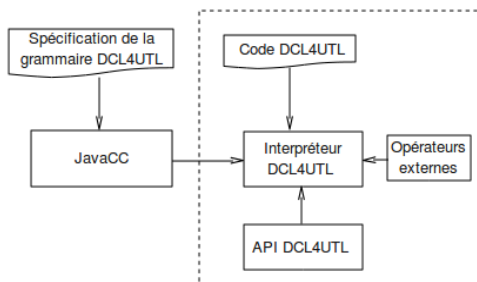 Spécification de la
grammaire DCL4UTL
Code DCL4UTL
JavaCC
Interpréteur
DCL4UTL
Opérateurs
externes
API DCL4UTL